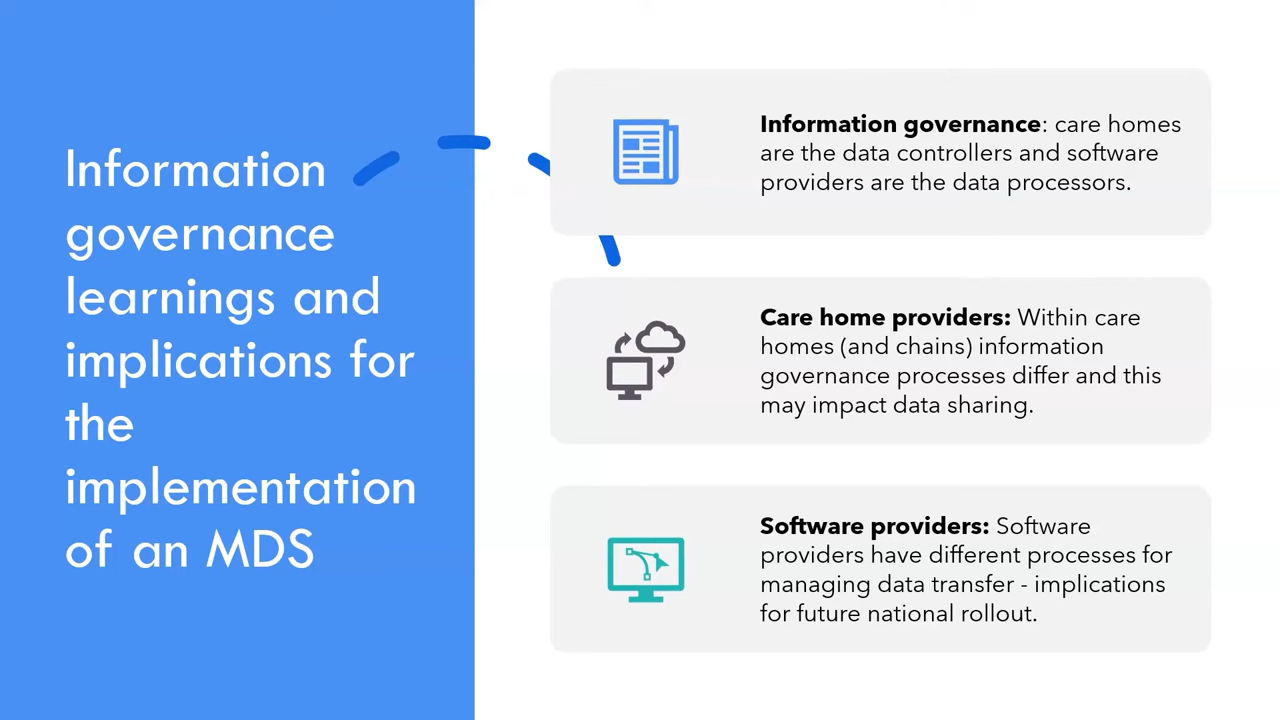 Information
governance
learnings and
implications for
the
implementation
of an MDS
Information governance: care homes
are the data controllers and software
providers are the data processors.
Care home providers: Within care
homes (and chains) information
governance processes differ and this
may impact data sharing.
Software providers: Software
providers have different processes for
managing data transfer - implications
for future national rollout.